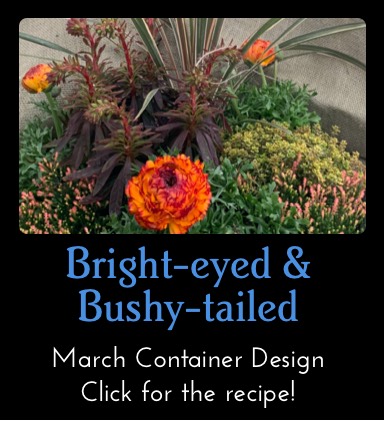 Bright-eyed &
Bushy-tailed
March Container Design
Click for the recipe!